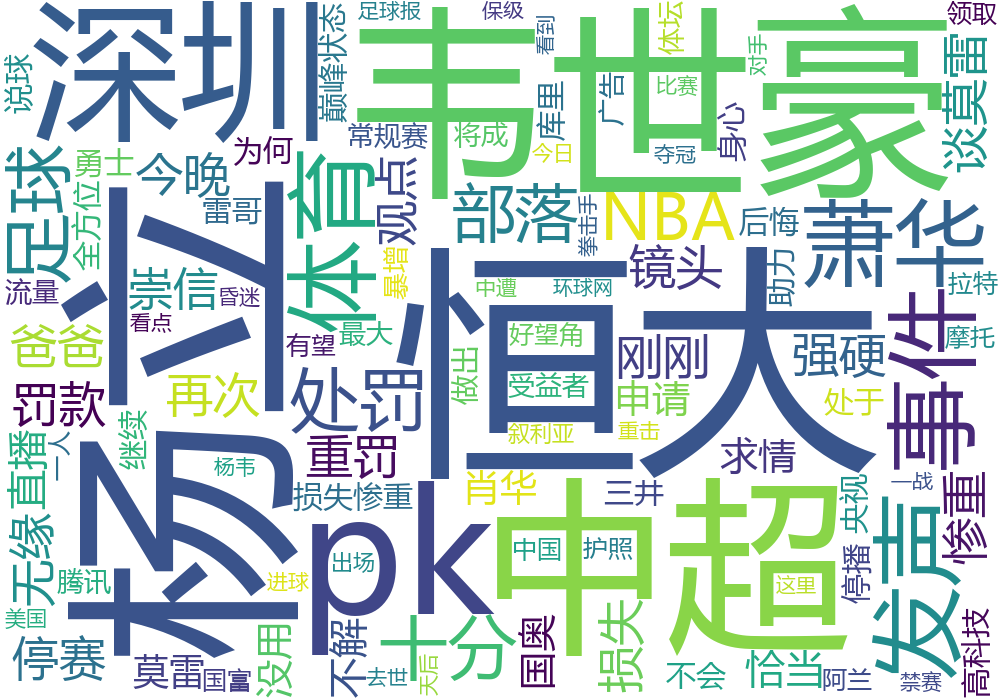 足球报
保级
看到
体坛
领取
深圳
韦世豪
说球
巅峰状态
对手
广告
比赛
库里
谈莫雷
常规赛
将成
身心
为何
今日
夺冠
足球
勇士
今晚
体育
观点
全方位
雷哥
部落
拳击手
NBA
后悔
萧华
杨立
恒大
崇信
昏迷
暴增
中遭
环球网
镜头
助力
拉特
流量
看点
最大
好望角
事件
爸爸
有望
刚刚
强硬
摩托
罚款
再次
处罚
做出
受益者
申请
处于
继续
重罚
叙利亚
重击
求情
一人
无缘直播
杨韦
损失惨重
肖华
三井
央视
一战
惨重
pk
中超
发声
腾讯
出场
中国
护照
进球
这里
停播
美国
停赛
莫雷
国富
没用
不解
十分
去世
天后
国奥
损失
不会
恰当
阿兰
禁赛
高科技